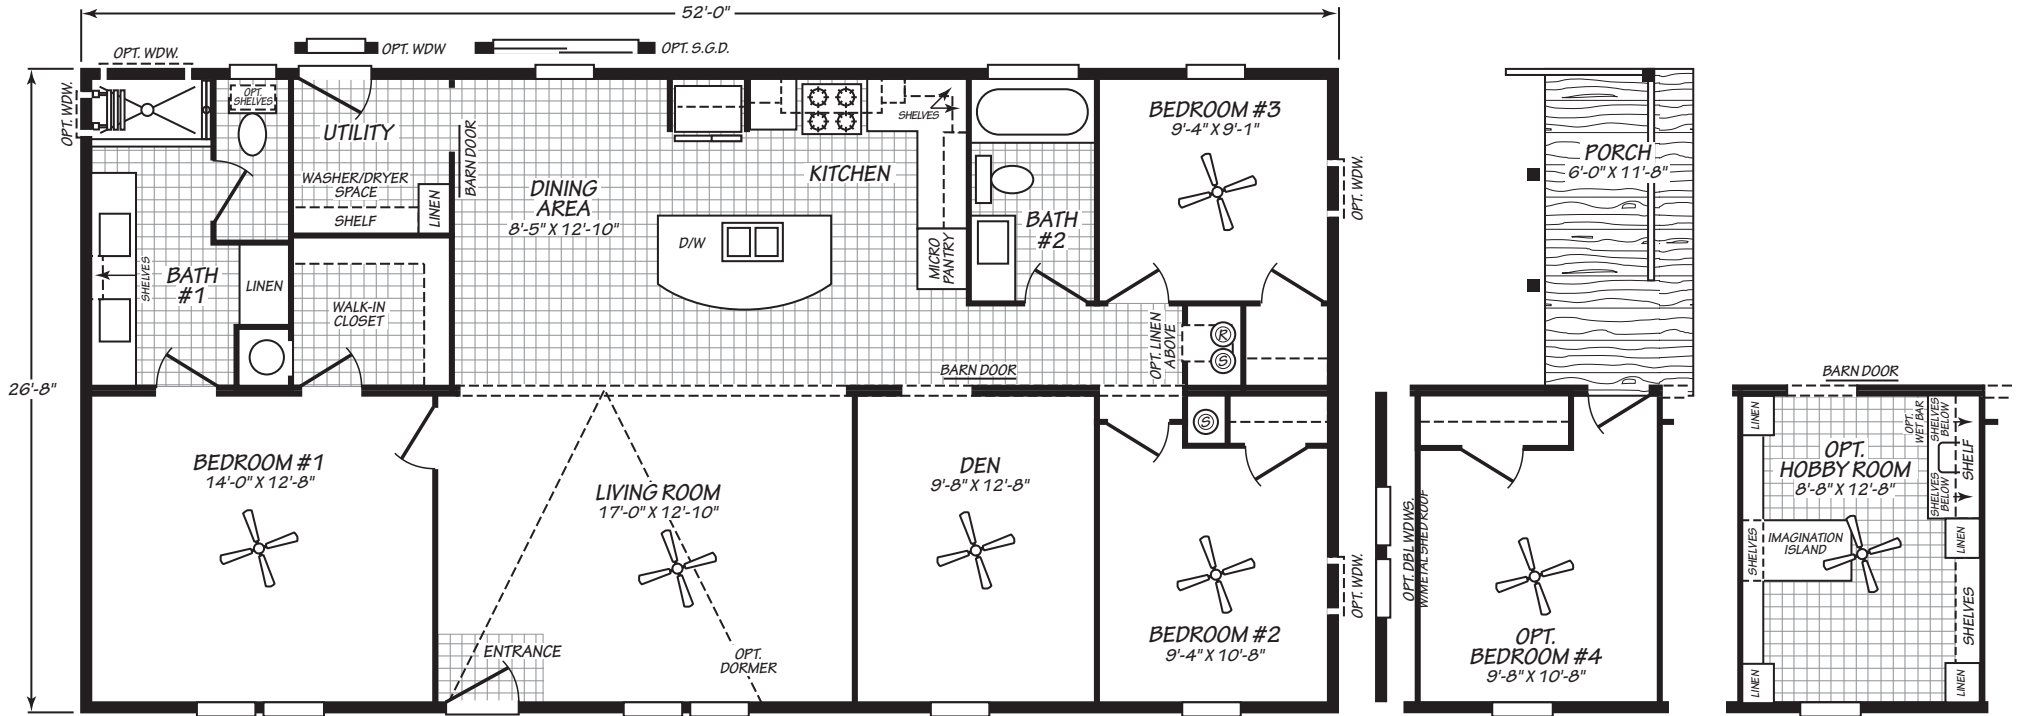 52'-0"
OPT. WDW.
OPT. WDW
OPT. S.G.D.
OPT. WDW.
OPT.
SHELVES
UTILITY
WASHER/DRYER
SPACE
SHELF
LINEN
BARN DOOR
DINING
AREA
8'-5" X 12'-10"
KITCHEN
SHELVES
D/W
MICRO
PANTRY
BATH
#2
BEDROOM #3
9'-4" X 9'-1"
OPT. WDW.
PORCH
6'-0" X 11'-8"
SHELVES
BATH
#1
LINEN
WALK-IN
CLOSET
OPT. LINEN
ABOVE
R
S
BARN DOOR
26'-8"
BEDROOM #1
14'-0" X 12'-8"
LIVING ROOM
17'-0" X 12'-10"
ENTRANCE
OPT.
DORMER
DEN
9'-8" X 12'-8"
S
BEDROOM #2
9'-4" X 10'-8"
OPT. WDW.
OPT. DBL WDWS.
W/METAL SHED ROOF
OPT.
BEDROOM #4
9'-8" X 10'-8"
BARN DOOR
LINEN
OPT.
WET BAR
SHELVES
BELOW
SHELF
OPT.
HOBBY ROOM
8'-8" X 12'-8"
SHELVES
BELOW
SHELVES
IMAGINATION
ISLAND
LINEN
SHELVES
LINEN
LINEN